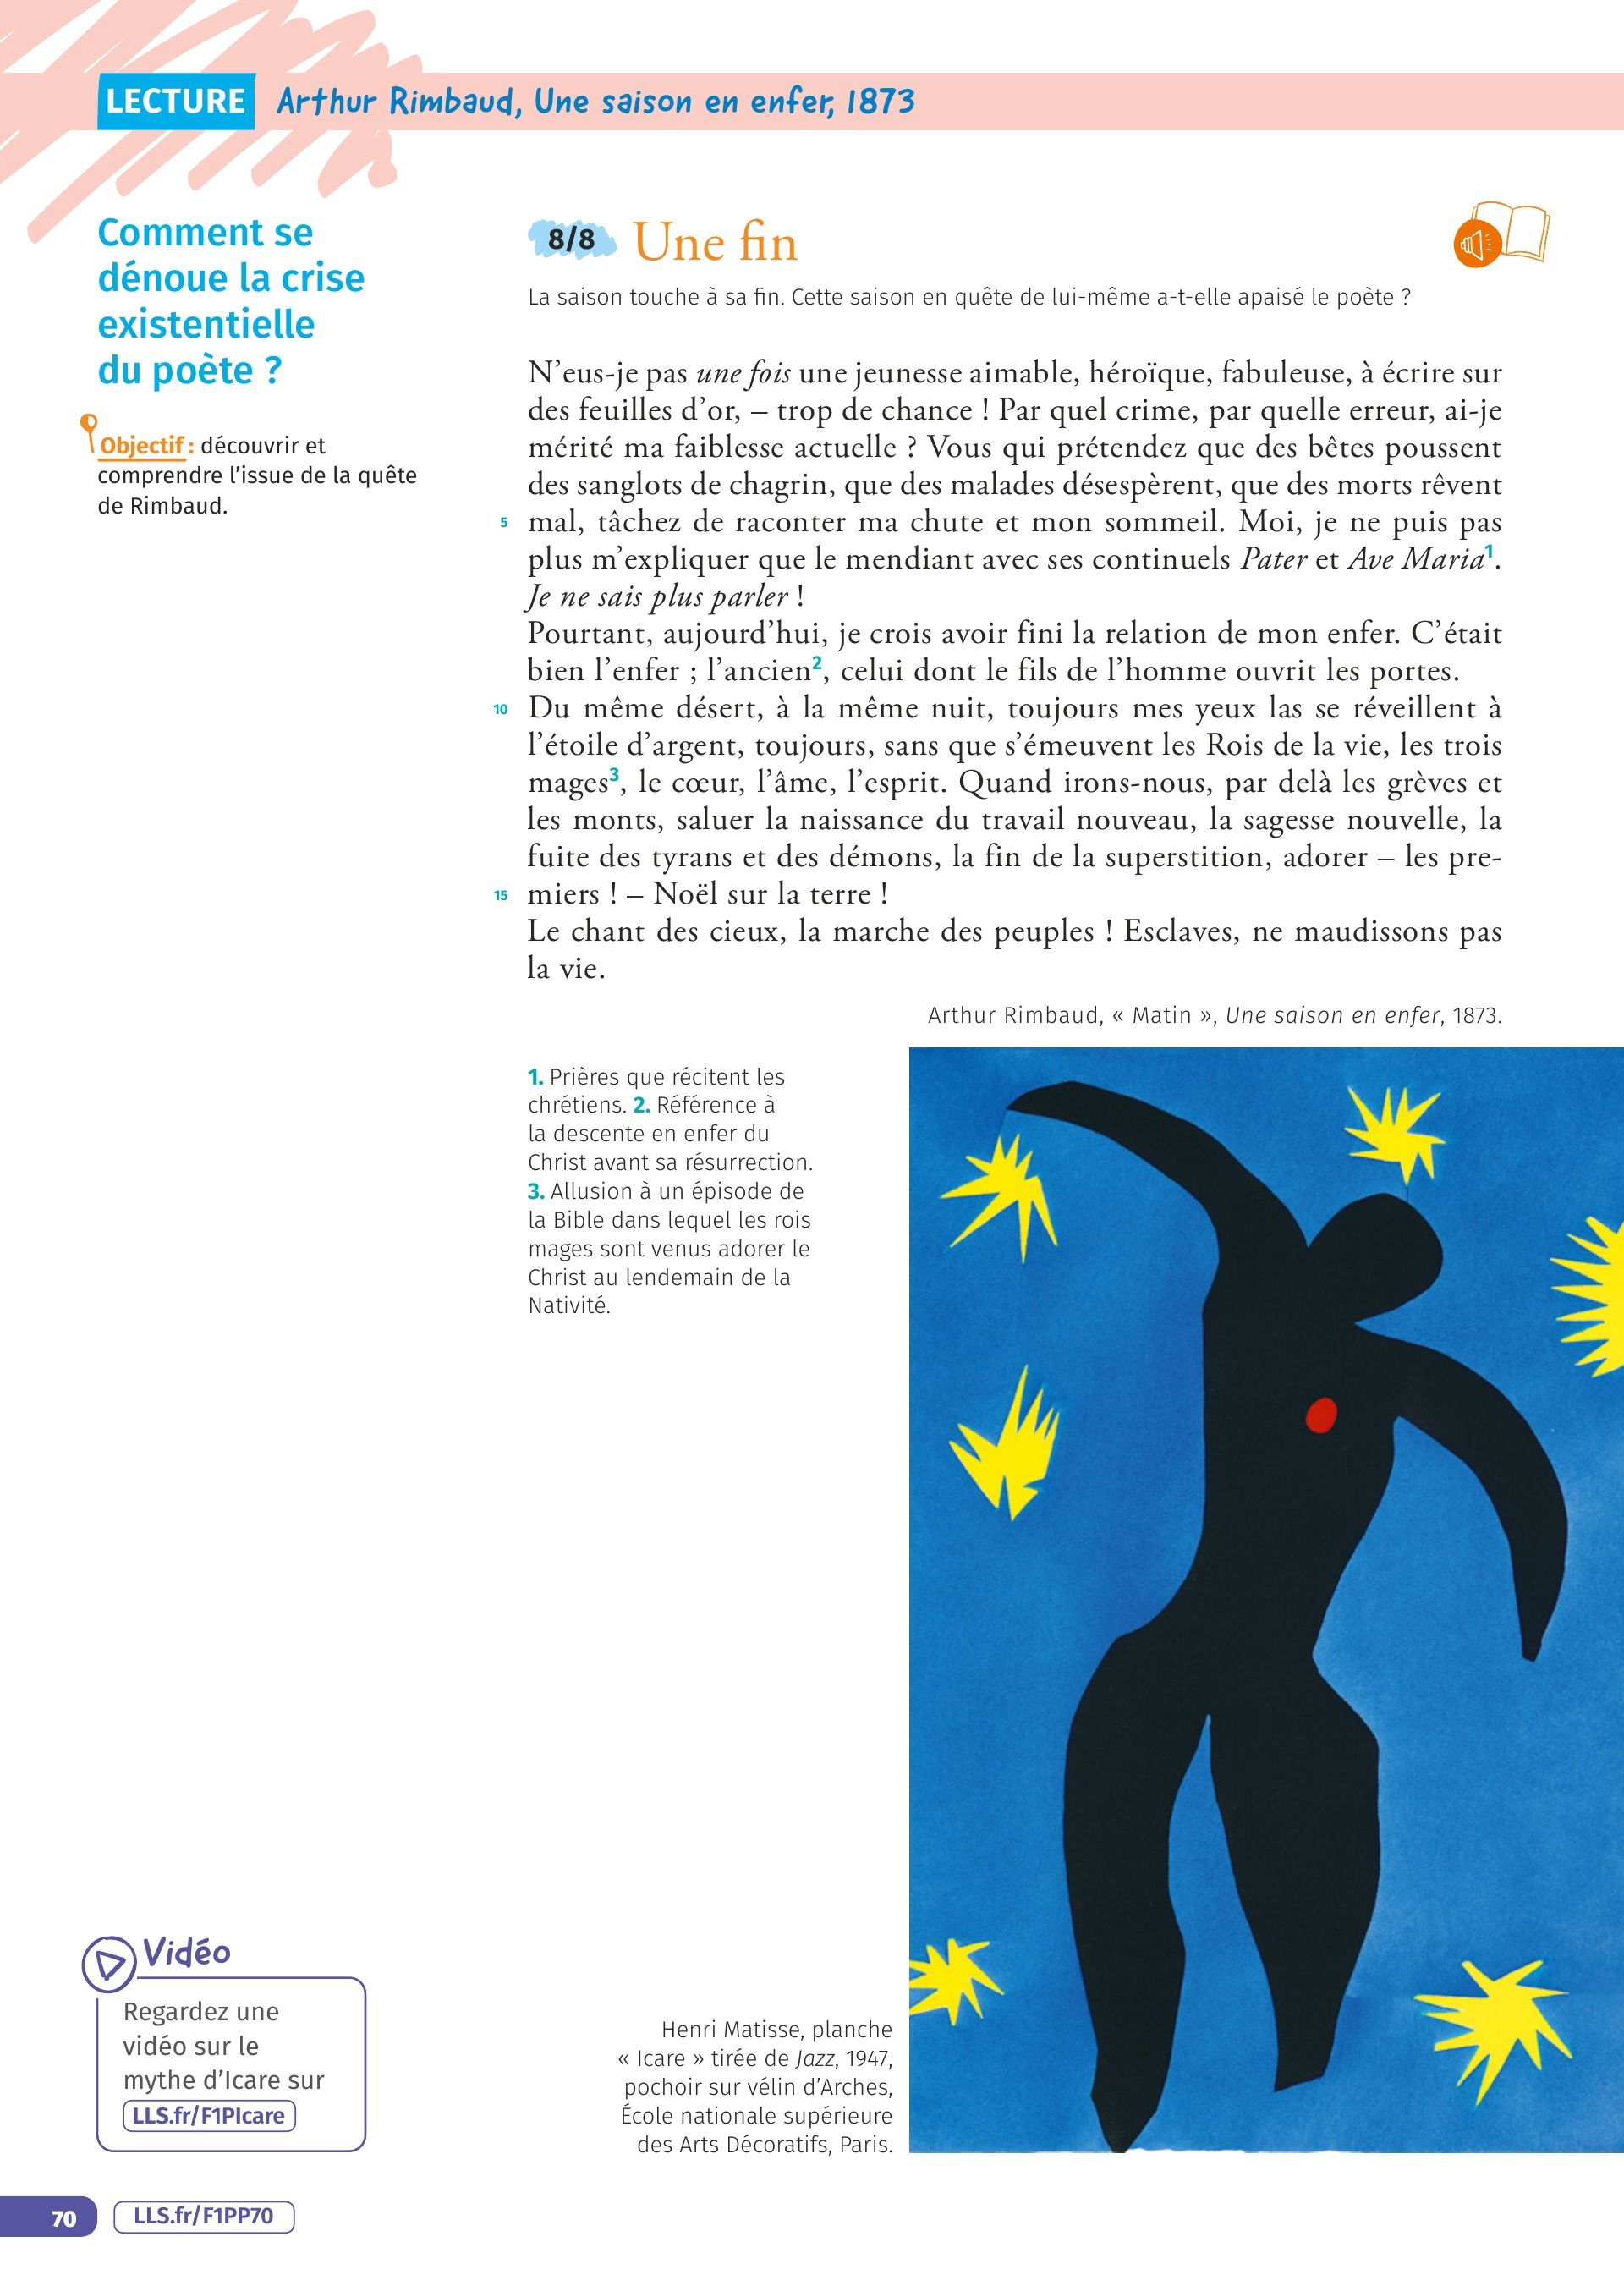 LECTURE Arthur Rimbaud, Une saison en enfer, 1873
Comment se
dénoue la crise
existentielle
du poète ?
Objectif : découvrir et
comprendre l'issue de la quête
de Rimbaud.
8/8 Une fin
La saison touche à sa fin. Cette saison en quête de lui-même a-t-elle apaisé le poète ?
N'eus-je pas une fois une jeunesse aimable, héroïque, fabuleuse, à écrire sur
des feuilles d'or, – trop de chance ! Par quel crime, par quelle erreur, ai-je
mérité ma faiblesse actuelle ? Vous qui prétendez que des bêtes poussent
des sanglots de chagrin, que des malades désespèrent, que des morts rêvent
5 mal, tâchez de raconter ma chute et mon sommeil. Moi, je ne puis pas
plus m'expliquer que le mendiant avec ses continuels Pater et Ave Maria1.
Je ne sais plus parler !
Pourtant, aujourd'hui, je crois avoir fini la relation de mon enfer. C'était
bien l'enfer ; l'ancien2, celui dont le fils de l'homme ouvrit les portes.
10 Du même désert, à la même nuit, toujours mes yeux las se réveillent à
l'étoile d'argent, toujours, sans que s'émeuvent les Rois de la vie, les trois
mages3, le cœur, l'âme, l'esprit. Quand irons-nous, par delà les grèves et
les monts, saluer la naissance du travail nouveau, la sagesse nouvelle, la
fuite des tyrans et des démons, la fin de la superstition, adorer – les pre-
15 miers ! – Noël sur la terre !
Le chant des cieux, la marche des peuples ! Esclaves, ne maudissons pas
la vie.
Arthur Rimbaud, « Matin », Une saison en enfer, 1873.
1. Prières que récitent les
chrétiens. 2. Référence à
la descente en enfer du
Christ avant sa résurrection.
3. Allusion à un épisode de
la Bible dans lequel les rois
mages sont venus adorer le
Christ au lendemain de la
Nativité.
Vidéo
Regardez une
vidéo sur le
mythe d'Icare sur
LLS.fr/F1PIcare
Henri Matisse, planche
« Icare » tirée de Jazz, 1947,
pochoir sur vélin d'Arches,
École nationale supérieure
des Arts Décoratifs, Paris.
70 LLS.fr/F1PP70